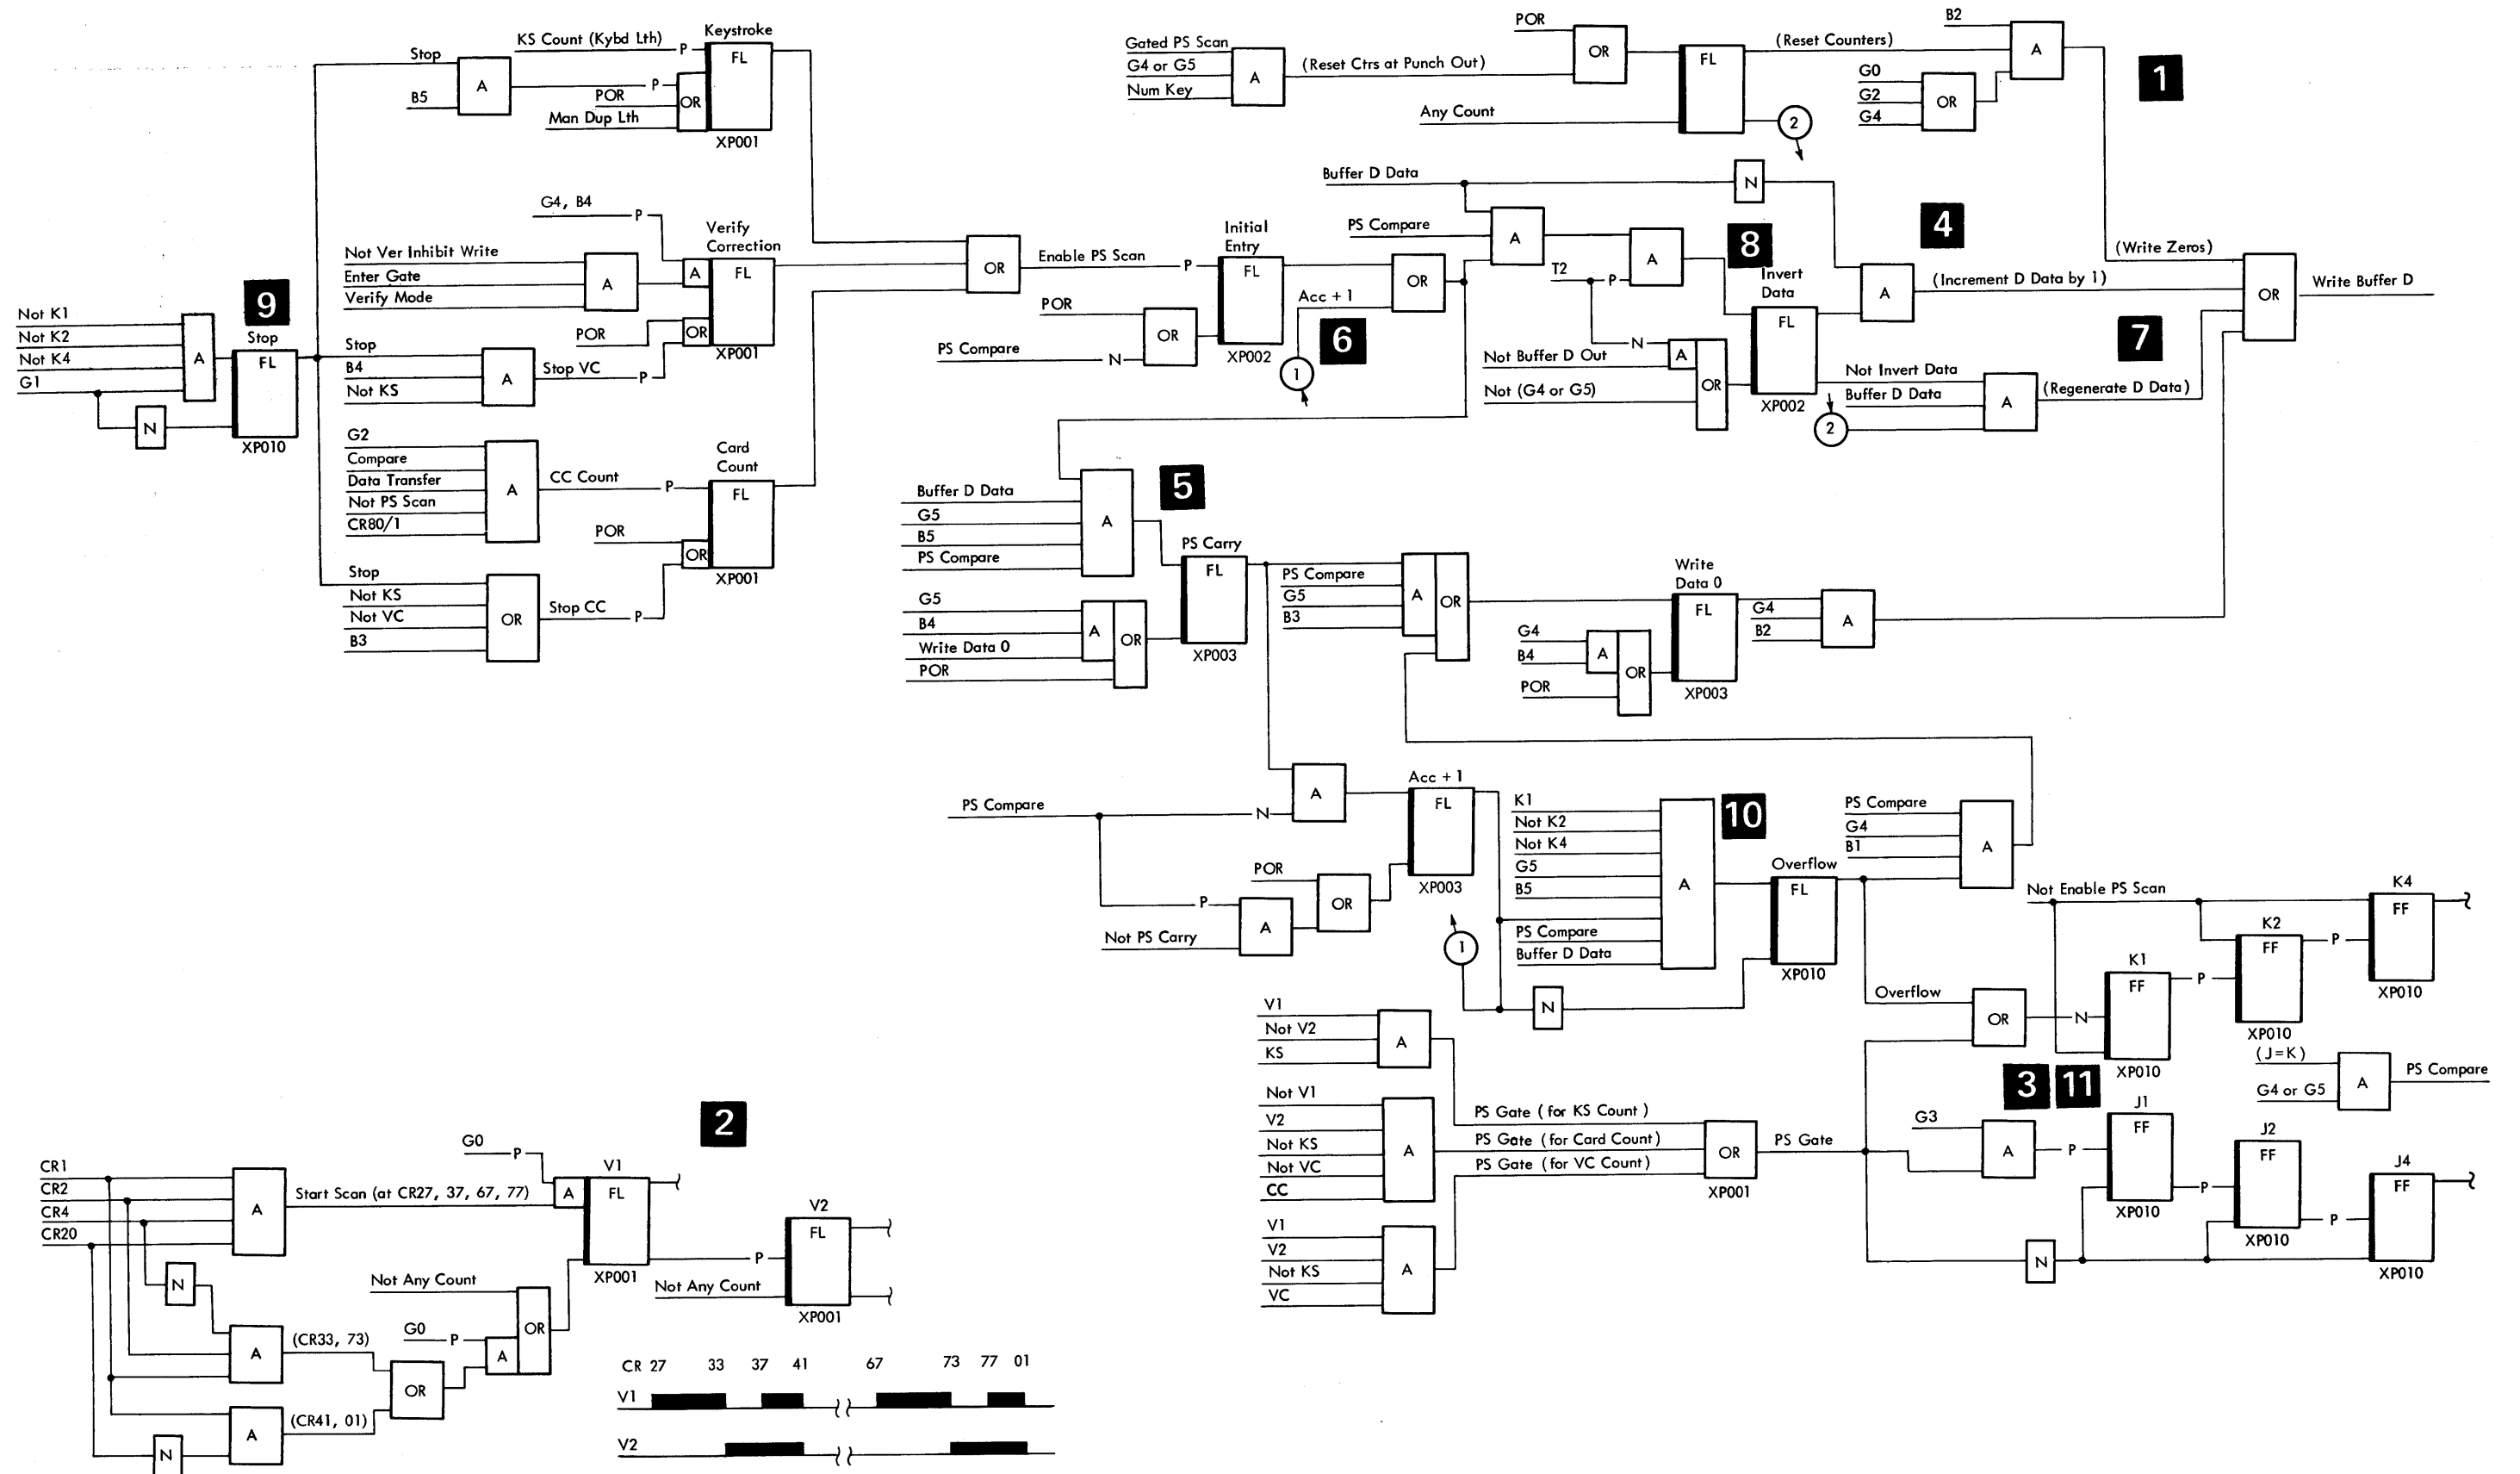 Stop
B5
A
KS Count (Kybd Lth)
P
P
POR
Man Dup Lth
OR
Keystroke
FL
XP001
G4, B4
P
Not Ver Inhibit Write
Enter Gate
Verify Mode
A
A
Verify
Correction
FL
POR
OR
XP001
Not K1
Not K2
Not K4
G1
A
N
9
Stop
FL
XP010
Stop
B4
Not KS
A
Stop VC
P
G2
Compare
Data Transfer
Not PS Scan
CR80/1
A
CC Count
P
Card
Count
FL
POR
OR
XP001
Stop
Not KS
Not VC
B3
OR
Stop CC
P
OR
Enable PS Scan
P
POR
PS Compare
N
OR
Initial
Entry
FL
XP002
Acc + 1
6
1
OR
Gated PS Scan
G4 or G5
Num Key
A
(Reset Ctrs at Punch Out)
POR
OR
Any Count
FL
(Reset Counters)
2
B2
G0
G2
G4
OR
A
1
Buffer D Data
N
PS Compare
A
T2
P
A
8
Invert
Data
FL
XP002
N
Not Buffer D Out
A
Not (G4 or G5)
OR
4
A
(Increment D Data by 1)
(Write Zeros)
OR
Write Buffer D
7
Not Invert Data
Buffer D Data
2
A
(Regenerate D Data)
Buffer D Data
G5
B5
PS Compare
A
5
PS Carry
FL
XP003
G5
B4
Write Data 0
POR
A
OR
PS Compare
G5
B3
A
OR
Write
Data 0
FL
XP003
G4
B4
POR
A
OR
G4
B2
A
PS Compare
N
A
Acc + 1
FL
XP003
POR
P
Not PS Carry
A
OR
1
N
K1
Not K2
Not K4
G5
B5
PS Compare
Buffer D Data
A
10
Overflow
FL
XP010
PS Compare
G4
B1
A
Not Enable PS Scan
K4
FF
XP010
K2
FF
P
XP010
K1
FF
P
XP010
Overflow
OR
N
(J=K)
G4 or G5
A
PS Compare
V1
Not V2
KS
A
PS Gate (for KS Count)
Not V1
V2
Not KS
Not VC
CC
A
PS Gate (for Card Count)
V1
V2
Not KS
VC
A
PS Gate (for VC Count)
OR
XP001
PS Gate
3
11
G3
A
P
J1
FF
XP010
P
J2
FF
XP010
P
J4
FF
XP010
N
2
CR1
CR2
CR4
CR20
A
Start Scan (at CR27, 37, 67, 77)
G0
P
A
V1
FL
XP001
P
Not Any Count
V2
FL
XP001
N
A
(CR33, 73)
N
A
(CR41, 01)
OR
Not Any Count
G0
P
A
OR
CR 27 33 37 41 67 73 77 01
V1
V2